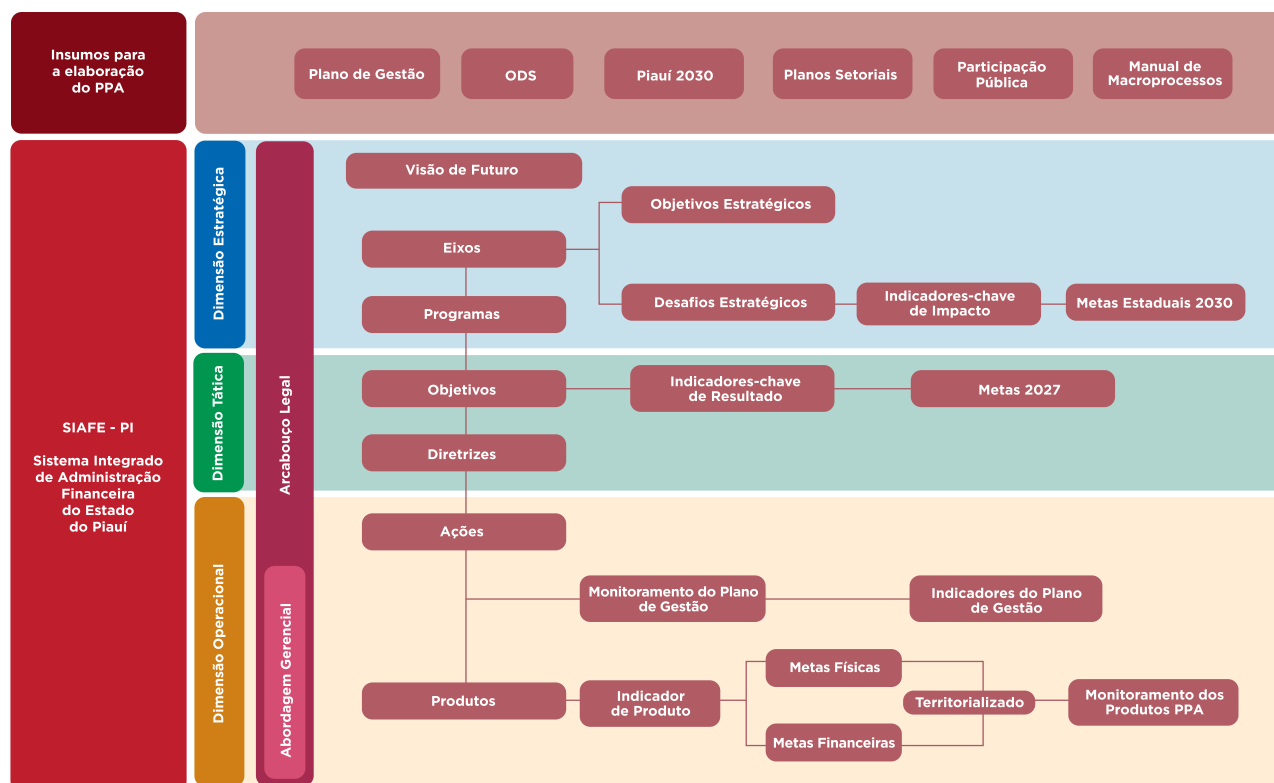 Insumos para
a elaboração
do PPA
Plano de Gestão
ODS
Piauí 2030
Planos Setoriais
Participação
Pública
Manual de
Macroprocessos
SIAFE - PI
Sistema Integrado
de Administração
Financeira
do Estado
do Piauí
Dimensão Estratégica
Arcabouço Legal
Visão de Futuro
Objetivos Estratégicos
Eixos
Desafios Estratégicos
Indicadores-chave
de Impacto
Metas Estaduais 2030
Programas
Dimensão Tática
Objetivos
Indicadores-chave
de Resultado
Metas 2027
Diretrizes
Dimensão Operacional
Abordagem Gerencial
Ações
Monitoramento do Plano
de Gestão
Indicadores do Plano
de Gestão
Produtos
Indicador
de Produto
Metas Físicas
Metas Financeiras
Territorializado
Monitoramento dos
Produtos PPA